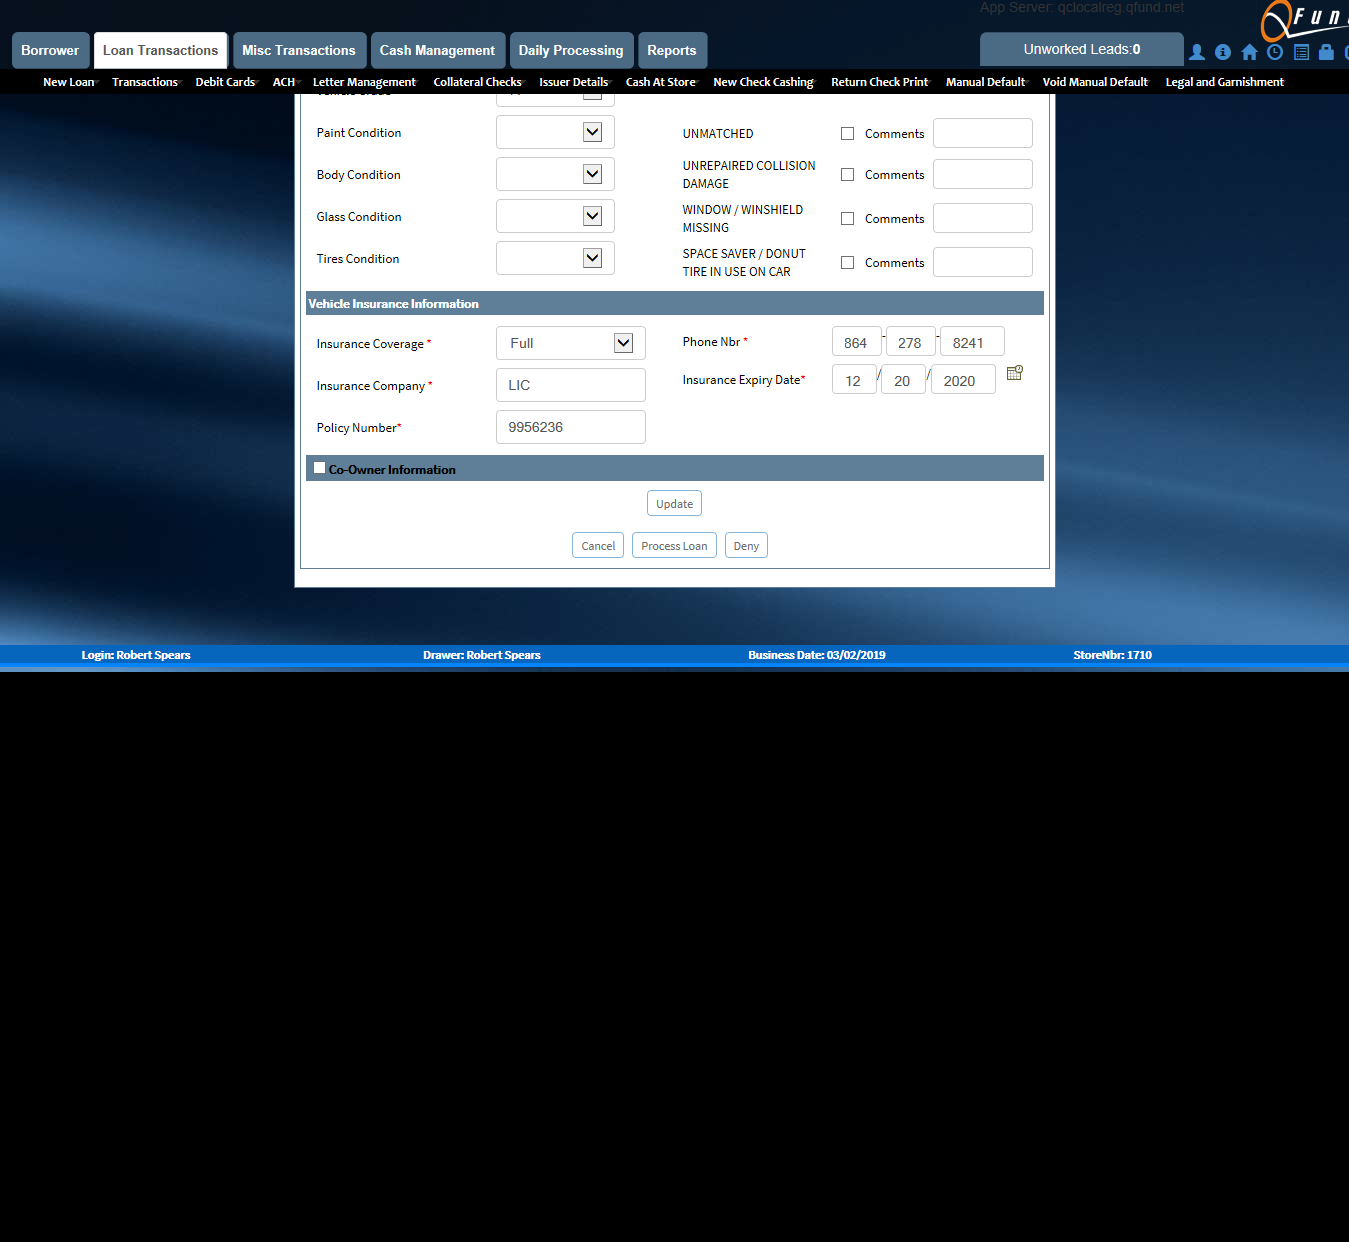 App Server: qclocalreg.qfund.net
QFun
Borrower Loan Transactions Misc Transactions Cash Management Daily Processing Reports Unworked Leads:0
New Loan Transactions Debit Cards ACH Letter Management Collateral Checks Issuer Details Cash At Store New Check Cashing Return Check Print Manual Default Void Manual Default Legal and Garnishment
Paint Condition UNMATCHED Comments
Body Condition UNREPAIRED COLLISION DAMAGE Comments
Glass Condition WINDOW / WINSHIELD MISSING Comments
Tires Condition SPACE SAVER / DONUT TIRE IN USE ON CAR Comments
Vehicle Insurance Information
Insurance Coverage * Full Phone Nbr * 864 - 278 - 8241
Insurance Company * LIC Insurance Expiry Date* 12 / 20 / 2020
Policy Number* 9956236
Co-Owner Information
Update
Cancel Process Loan Deny
Login: Robert Spears Drawer: Robert Spears Business Date: 03/02/2019 StoreNbr: 1710